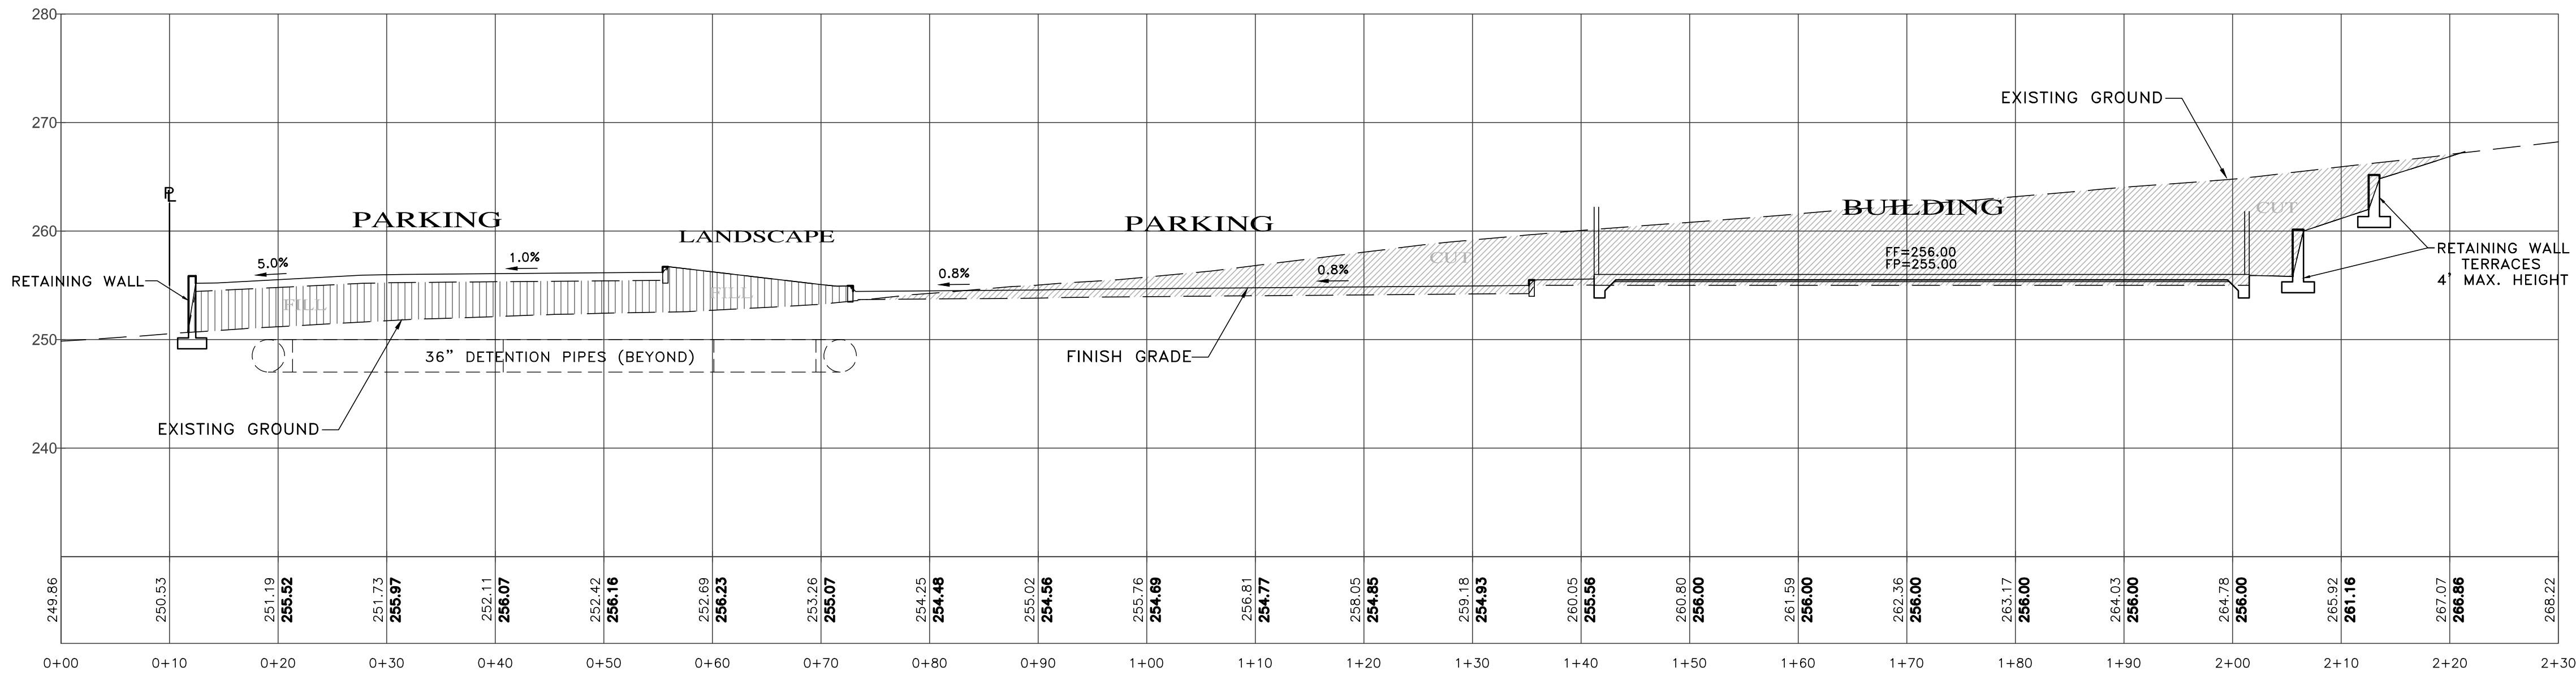 280
270
260
250
240
EXISTING GROUND
PL
PARKING
LANDSCAPE
PARKING
BUILDING
CUT
RETAINING WALL
5.0%
1.0%
0.8%
0.8%
CUT
FF=256.00
FP=255.00
RETAINING WALL
TERRACES
4' MAX. HEIGHT
FILL
FILL
36" DETENTION PIPES (BEYOND)
FINISH GRADE
EXISTING GROUND
249.86
250.53
251.19
255.52
251.73
255.97
252.11
256.07
252.42
256.16
252.69
256.23
253.26
255.07
254.25
254.48
255.02
254.56
255.76
254.69
256.81
254.77
258.05
254.85
259.18
254.93
260.05
255.56
260.80
256.00
261.59
256.00
262.36
256.00
263.17
256.00
264.03
256.00
264.78
256.00
265.92
261.16
267.07
266.86
268.22
0+00 0+10 0+20 0+30 0+40 0+50 0+60 0+70 0+80 0+90 1+00 1+10 1+20 1+30 1+40 1+50 1+60 1+70 1+80 1+90 2+00 2+10 2+20 2+30